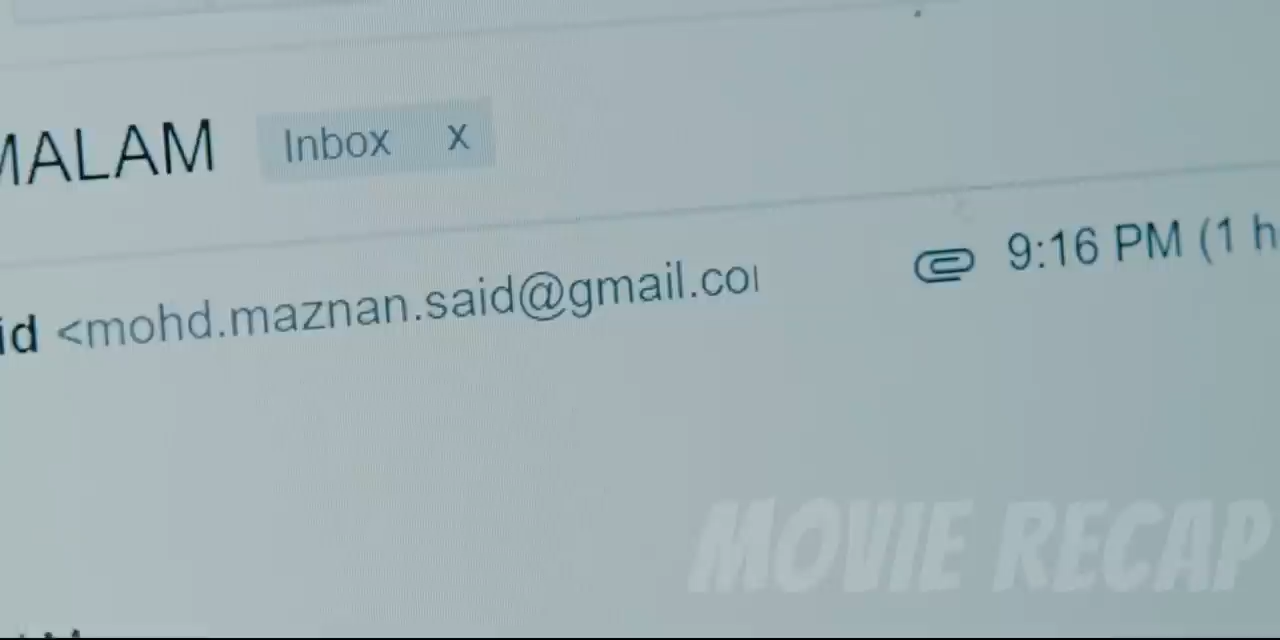 MALAM Inbox x
id <mohd.maznan.said@gmail.co 9:16 PM (1 h
MOVIE RECAP